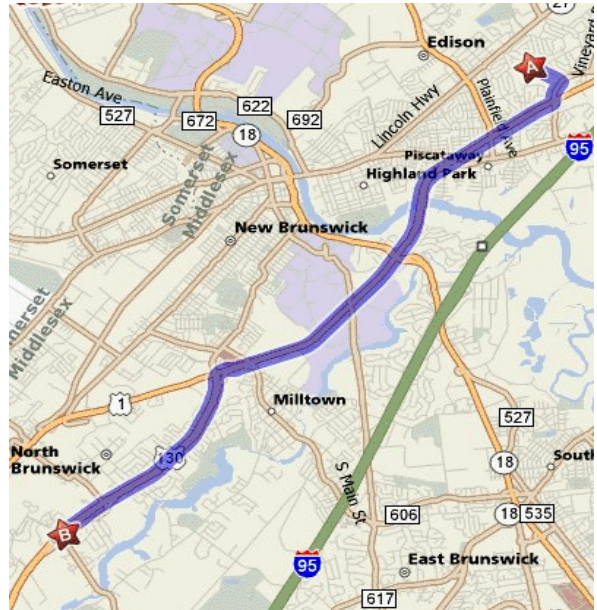 27
Edison
A
Vineyard
Easton Ave
527
622
672
18
692
Lincoln Hwy
Plainfield Ave
95
Somerset
Somerset
Middlesex
Piscataway
Highland Park
New Brunswick
Somerset
Middlesex
1
Milltown
North
Brunswick
130
527
18
South
S Main St
B
606
18
535
95
East Brunswick
617